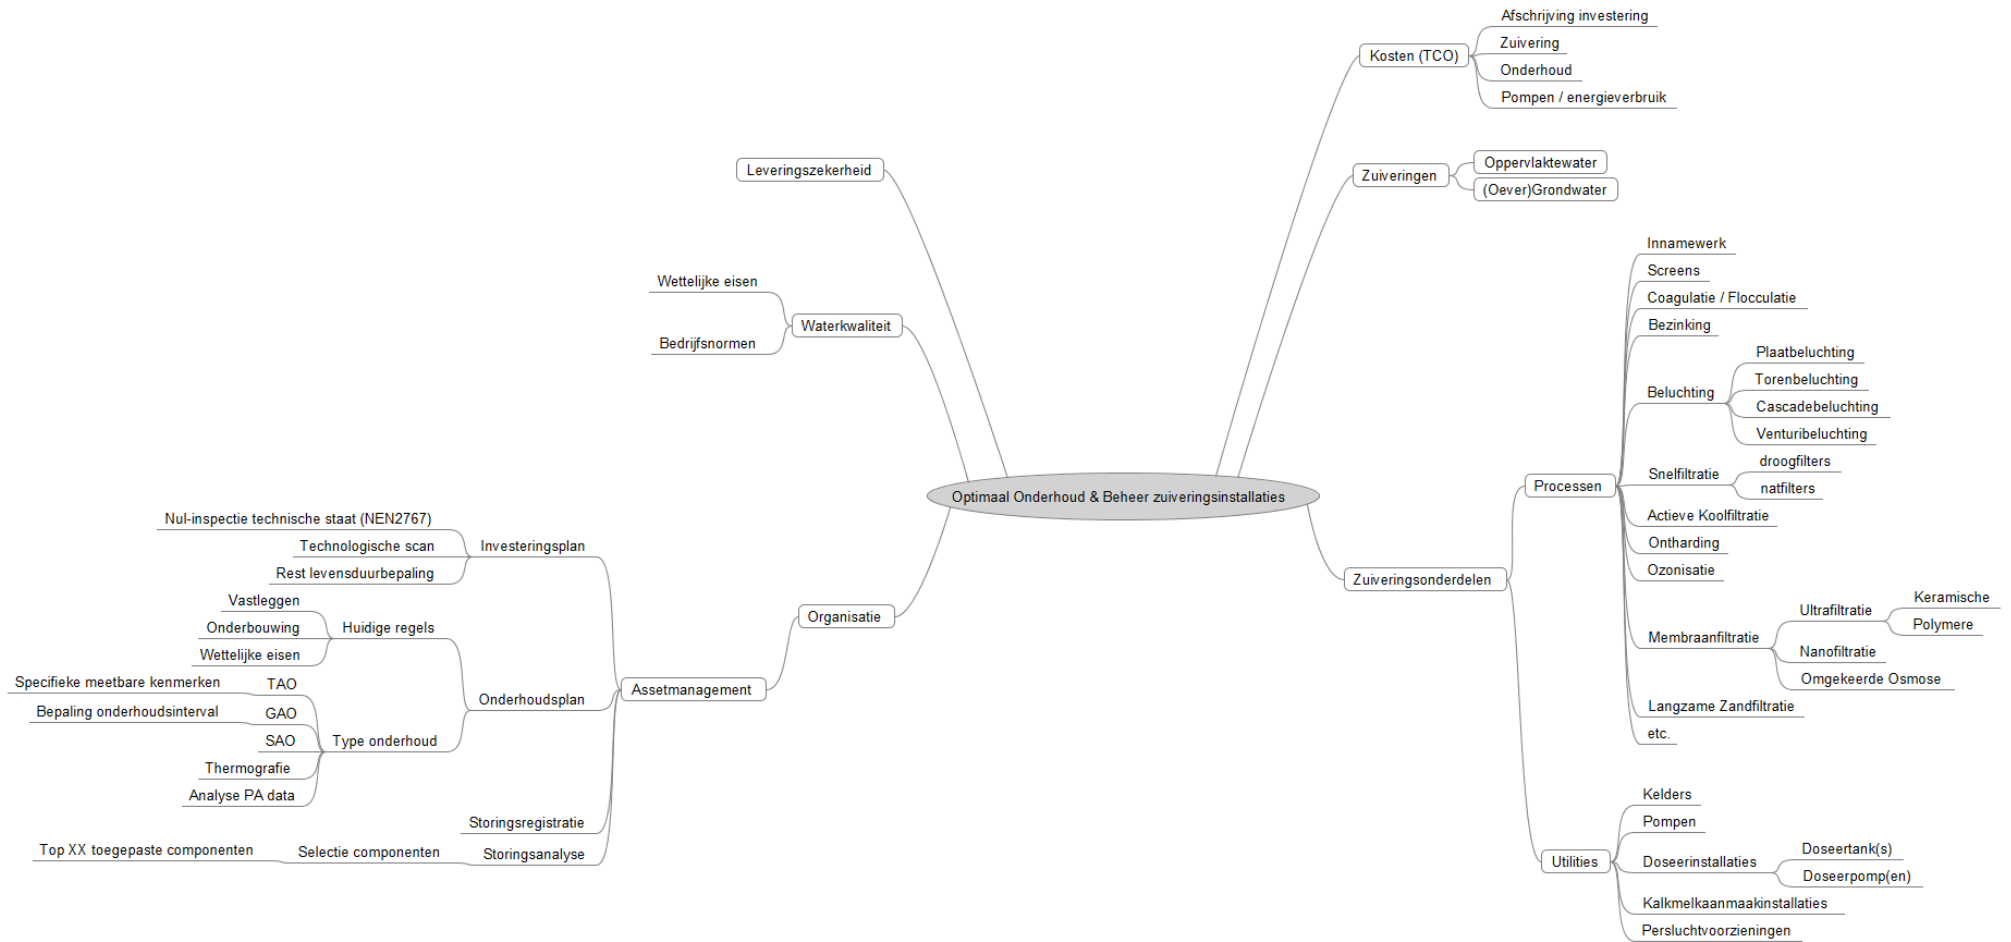 Optimaal Onderhoud & Beheer zuiveringsinstallaties
Kosten (TCO)
Afschrijving investering
Zuivering
Onderhoud
Pompen / energieverbruik
Zuiveringen
Oppervlaktewater
(Oever)Grondwater
Zuiveringsonderdelen
Processen
Innamewerk
Screens
Coagulatie / Flocculatie
Bezinking
Beluchting
Plaatbeluchting
Torenbeluchting
Cascadebeluchting
Venturibeluchting
Snelfiltratie
droogfilters
natfilters
Actieve Koolfiltratie
Ontharding
Ozonisatie
Membraanfiltratie
Ultrafiltratie
Keramische
Polymere
Nanofiltratie
Omgekeerde Osmose
Langzame Zandfiltratie
etc.
Utilities
Kelders
Pompen
Doseerinstallaties
Doseertank(s)
Doseerpomp(en)
Kalkmelkaanmaakinstallaties
Persluchtvoorzieningen
Leveringszekerheid
Waterkwaliteit
Wettelijke eisen
Bedrijfsnormen
Organisatie
Assetmanagement
Investeringsplan
Nul-inspectie technische staat (NEN2767)
Technologische scan
Rest levensduurbepaling
Onderhoudsplan
Huidige regels
Vastleggen
Onderbouwing
Wettelijke eisen
Type onderhoud
TAO
Specifieke meetbare kenmerken
GAO
Bepaling onderhoudsinterval
SAO
Thermografie
Analyse PA data
Storingsregistratie
Storingsanalyse
Selectie componenten
Top XX toegepaste componenten